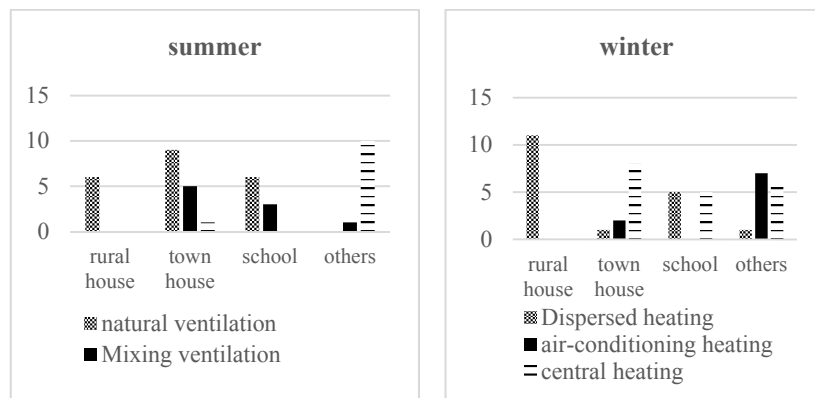 summer
15
10
5
0
rural
house
town
house
school
others
natural ventilation
Mixing ventilation
winter
15
10
5
0
rural
house
town
house
school
others
Dispersed heating
air-conditioning heating
central heating